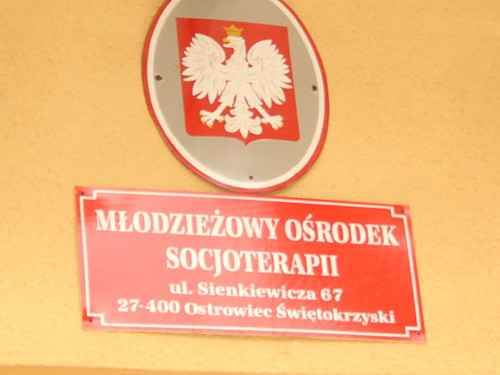 MŁODZIEŻOWY OŚRODEK
SOCJOTERAPII
ul. Sienkiewicza 67
27-400 Ostrowiec Świętokrzyski